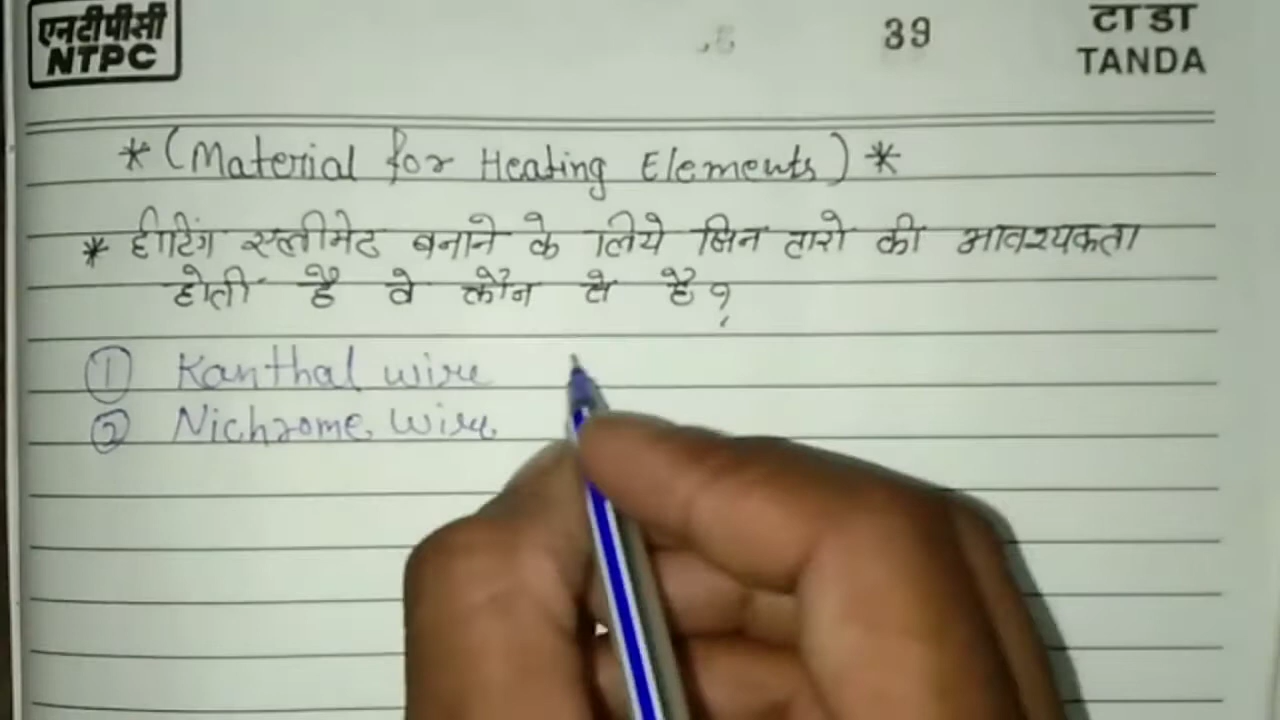 एनटीपीसी
NTPC
39
टाडा
TANDA
* (Material for Heating Elements) *
* हीटिंग एलीमेट बनाने के लिये जिन तारो की आवश्यकता
होती है वे कौन से है?
① Kanthal wire
② Nichrome wire